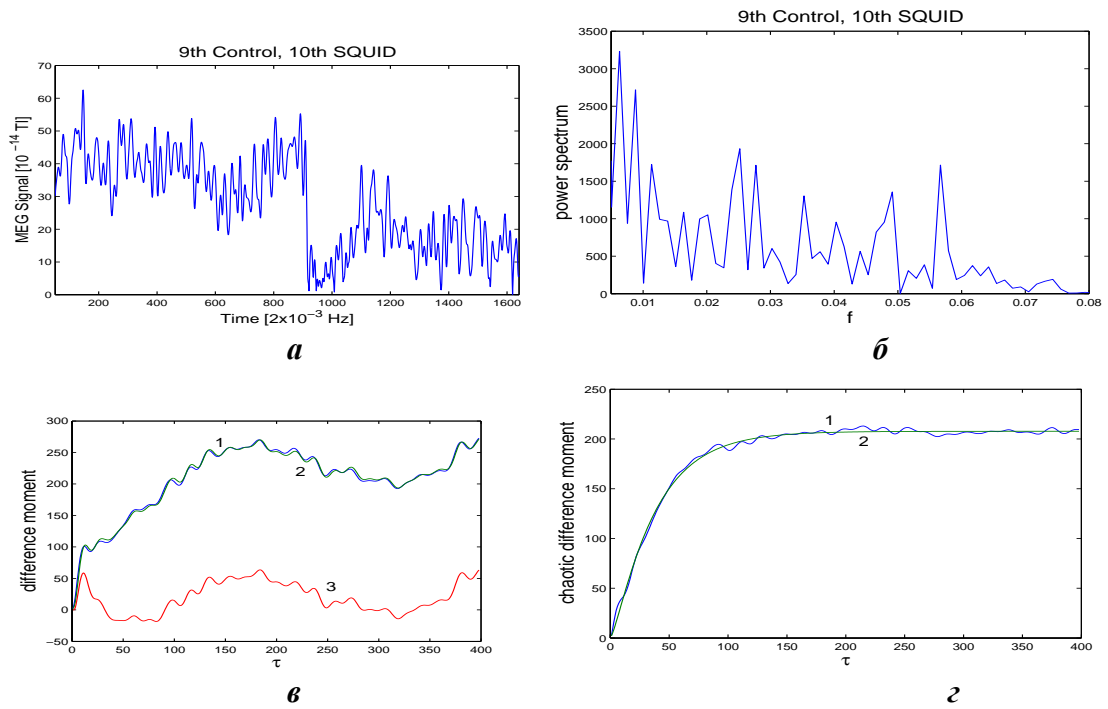 9th Control, 10th SQUID
MEG Signal [10⁻¹⁴ Tl]
70
60
50
40
30
20
10
0
200 400 600 800 1000 1200 1400 1600
Time [2x10⁻³ Hz]
а
9th Control, 10th SQUID
power spectrum
3500
3000
2500
2000
1500
1000
500
0
0.01 0.02 0.03 0.04 0.05 0.06 0.07 0.08
f
б
difference moment
300
250
200
150
100
50
0
−50
1
2
3
0 50 100 150 200 250 300 350 400
τ
в
chaotic difference moment
250
200
150
100
50
0
1
2
0 50 100 150 200 250 300 350 400
τ
г